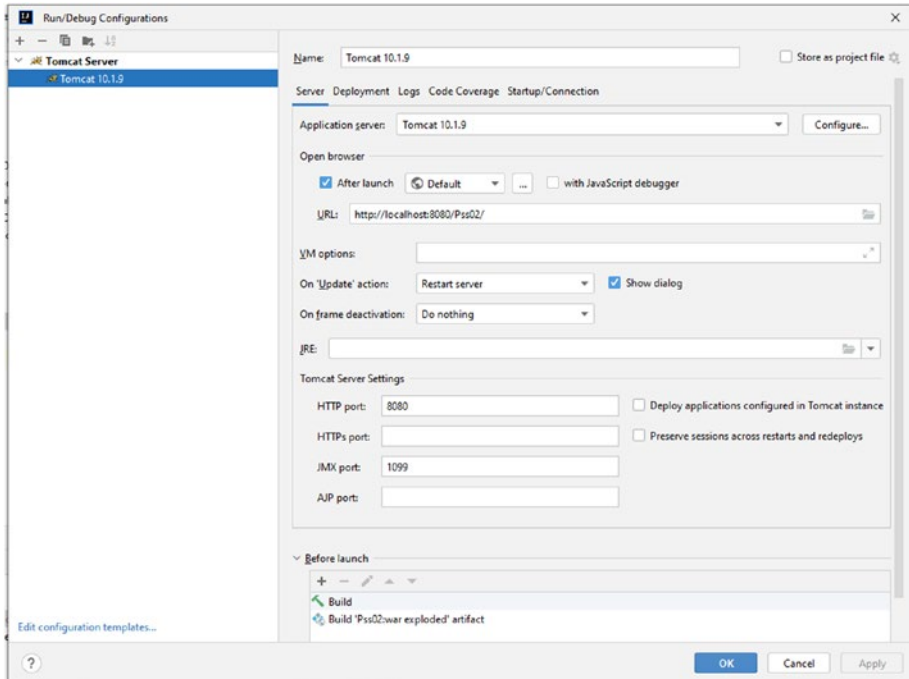 Run/Debug Configurations
Tomcat Server
Tomcat 10.1.9
Edit configuration templates...
Name: Tomcat 10.1.9 Store as project file
Server Deployment Logs Code Coverage Startup/Connection
Application server: Tomcat 10.1.9 Configure...
Open browser
After launch Default ... with JavaScript debugger
URL: http://localhost:8080/Pss02/
VM options:
On 'Update' action: Restart server Show dialog
On frame deactivation: Do nothing
JRE:
Tomcat Server Settings
HTTP port: 8080 Deploy applications configured in Tomcat instance
HTTPs port: Preserve sessions across restarts and redeploys
JMX port: 1099
AJP port:
Before launch
Build
Build 'Pss02:war exploded' artifact
? OK Cancel Apply